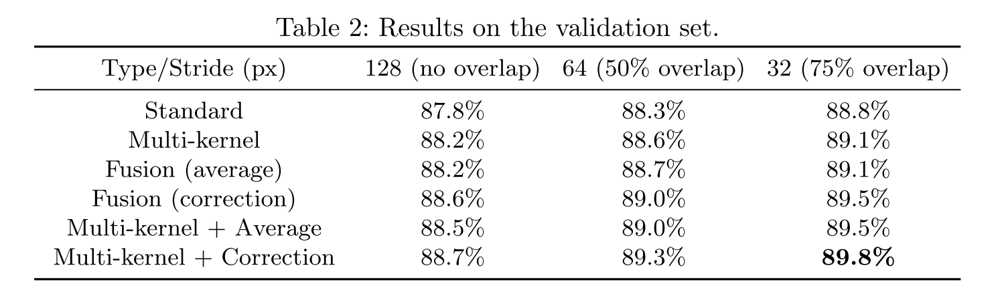 Table 2: Results on the validation set.
Type/Stride (px) 128 (no overlap) 64 (50% overlap) 32 (75% overlap)
Standard 87.8% 88.3% 88.8%
Multi-kernel 88.2% 88.6% 89.1%
Fusion (average) 88.2% 88.7% 89.1%
Fusion (correction) 88.6% 89.0% 89.5%
Multi-kernel + Average 88.5% 89.0% 89.5%
Multi-kernel + Correction 88.7% 89.3% 89.8%